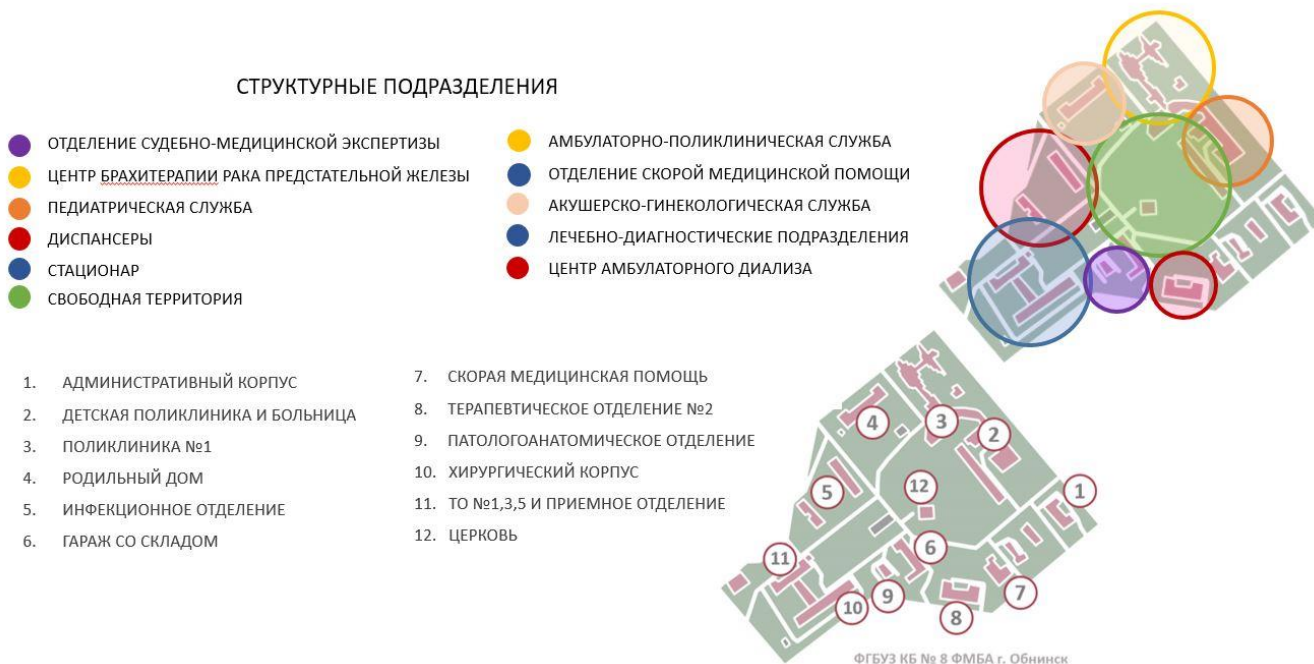 СТРУКТУРНЫЕ ПОДРАЗДЕЛЕНИЯ
ОТДЕЛЕНИЕ СУДЕБНО-МЕДИЦИНСКОЙ ЭКСПЕРТИЗЫ
ЦЕНТР БРАХИТЕРАПИИ РАКА ПРЕДСТАТЕЛЬНОЙ ЖЕЛЕЗЫ
ПЕДИАТРИЧЕСКАЯ СЛУЖБА
ДИСПАНСЕРЫ
СТАЦИОНАР
СВОБОДНАЯ ТЕРРИТОРИЯ
АМБУЛАТОРНО-ПОЛИКЛИНИЧЕСКАЯ СЛУЖБА
ОТДЕЛЕНИЕ СКОРОЙ МЕДИЦИНСКОЙ ПОМОЩИ
АКУШЕРСКО-ГИНЕКОЛОГИЧЕСКАЯ СЛУЖБА
ЛЕЧЕБНО-ДИАГНОСТИЧЕСКИЕ ПОДРАЗДЕЛЕНИЯ
ЦЕНТР АМБУЛАТОРНОГО ДИАЛИЗА
1. АДМИНИСТРАТИВНЫЙ КОРПУС
2. ДЕТСКАЯ ПОЛИКЛИНИКА И БОЛЬНИЦА
3. ПОЛИКЛИНИКА №1
4. РОДИЛЬНЫЙ ДОМ
5. ИНФЕКЦИОННОЕ ОТДЕЛЕНИЕ
6. ГАРАЖ СО СКЛАДОМ
7. СКОРАЯ МЕДИЦИНСКАЯ ПОМОЩЬ
8. ТЕРАПЕВТИЧЕСКОЕ ОТДЕЛЕНИЕ №2
9. ПАТОЛОГОАНАТОМИЧЕСКОЕ ОТДЕЛЕНИЕ
10. ХИРУРГИЧЕСКИЙ КОРПУС
11. ТО №1,3,5 И ПРИЕМНОЕ ОТДЕЛЕНИЕ
12. ЦЕРКОВЬ
4
3
2
5
12
1
6
11
7
9
10
8
ФГБУЗ КБ № 8 ФМБА г. Обнинск